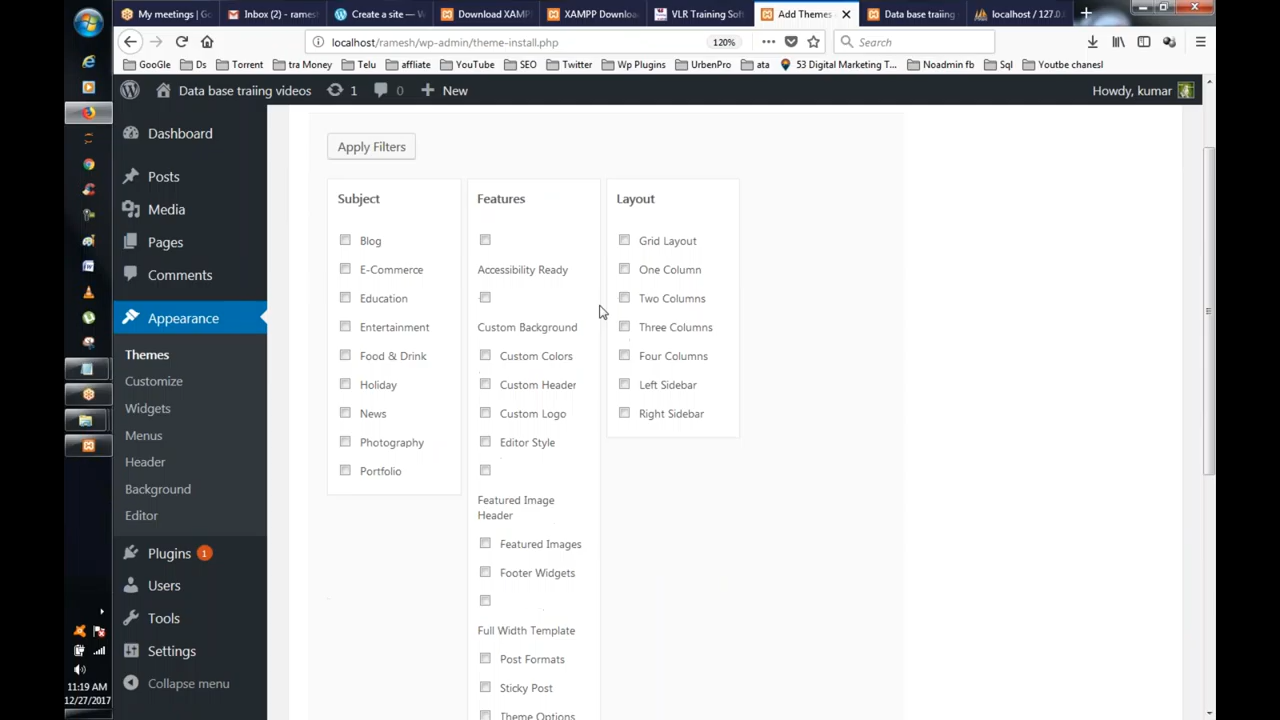 My meetings | Go
Inbox (2) - rames
Create a site —
Download XAMP
XAMPP Downloa
VLR Training Sof
Add Themes
Data base traiing
localhost / 127.0.
localhost/ramesh/wp-admin/theme-install.php
120%
Search
GooGle
Ds
Torrent
tra Money
Telu
affliate
YouTube
SEO
Twitter
Wp Plugins
UrbenPro
ata
53 Digital Marketing T...
Noadmin fb
Sql
Youtbe chanesl
Data base traiing videos
1
0
New
Howdy, kumar
Dashboard
Posts
Media
Pages
Comments
Appearance
Themes
Customize
Widgets
Menus
Header
Background
Editor
Plugins 1
Users
Tools
Settings
Collapse menu
Apply Filters
Subject
Blog
E-Commerce
Education
Entertainment
Food & Drink
Holiday
News
Photography
Portfolio
Features
Accessibility Ready
Custom Background
Custom Colors
Custom Header
Custom Logo
Editor Style
Featured Image
Header
Featured Images
Footer Widgets
Full Width Template
Post Formats
Sticky Post
Theme Options
Layout
Grid Layout
One Column
Two Columns
Three Columns
Four Columns
Left Sidebar
Right Sidebar
11:19 AM
12/27/2017